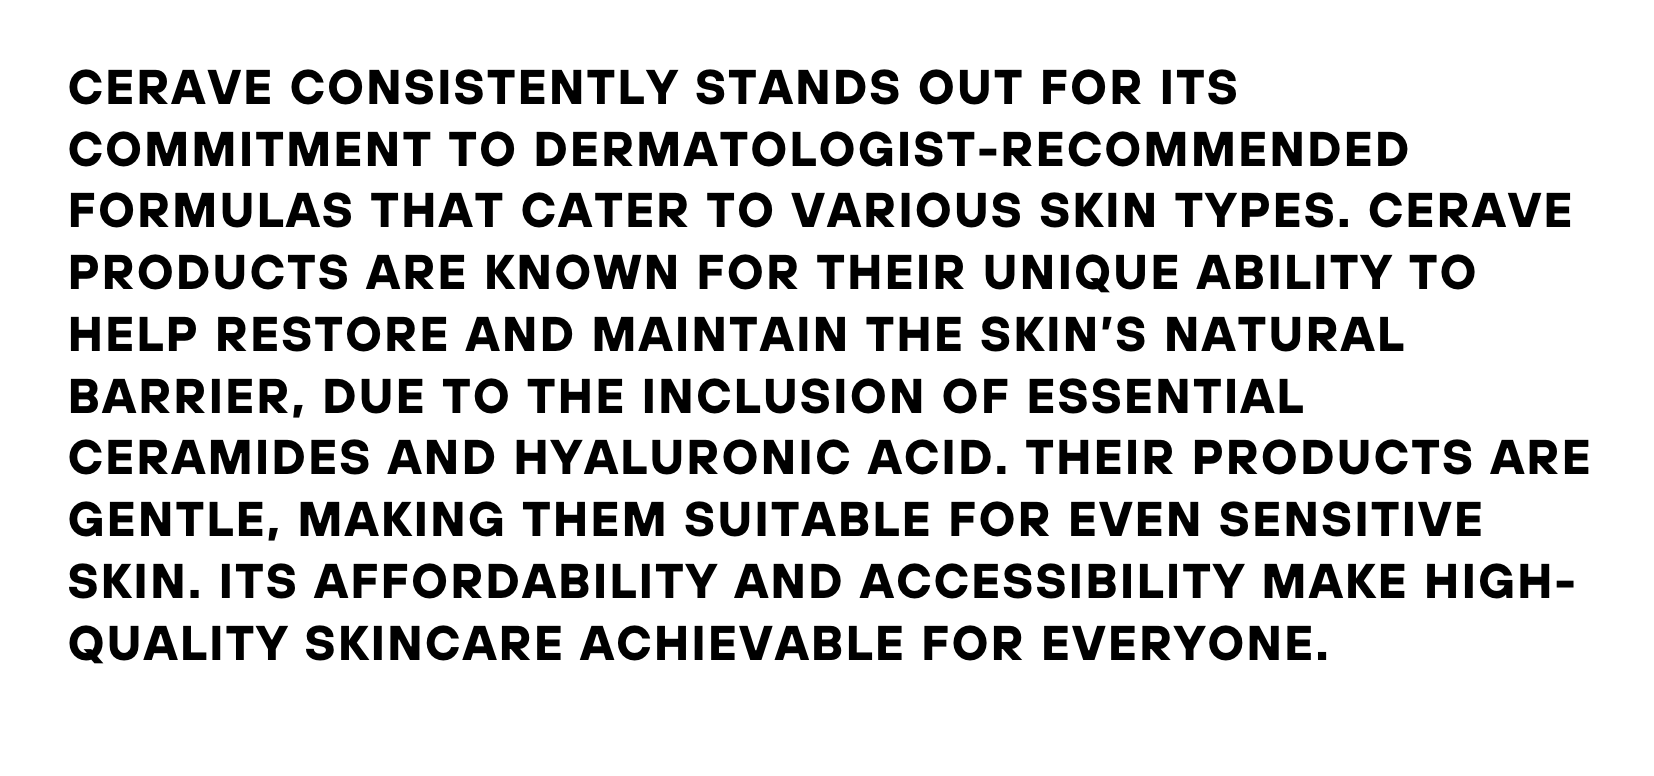 CERAVE CONSISTENTLY STANDS OUT FOR ITS
COMMITMENT TO DERMATOLOGIST-RECOMMENDED
FORMULAS THAT CATER TO VARIOUS SKIN TYPES. CERAVE
PRODUCTS ARE KNOWN FOR THEIR UNIQUE ABILITY TO
HELP RESTORE AND MAINTAIN THE SKIN’S NATURAL
BARRIER, DUE TO THE INCLUSION OF ESSENTIAL
CERAMIDES AND HYALURONIC ACID. THEIR PRODUCTS ARE
GENTLE, MAKING THEM SUITABLE FOR EVEN SENSITIVE
SKIN. ITS AFFORDABILITY AND ACCESSIBILITY MAKE HIGH-
QUALITY SKINCARE ACHIEVABLE FOR EVERYONE.